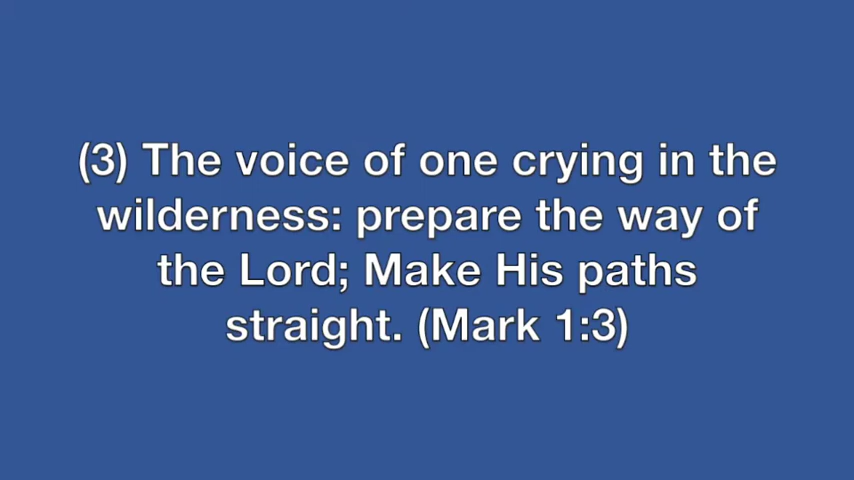 (3) The voice of one crying in the
wilderness: prepare the way of
the Lord; Make His paths
straight. (Mark 1:3)